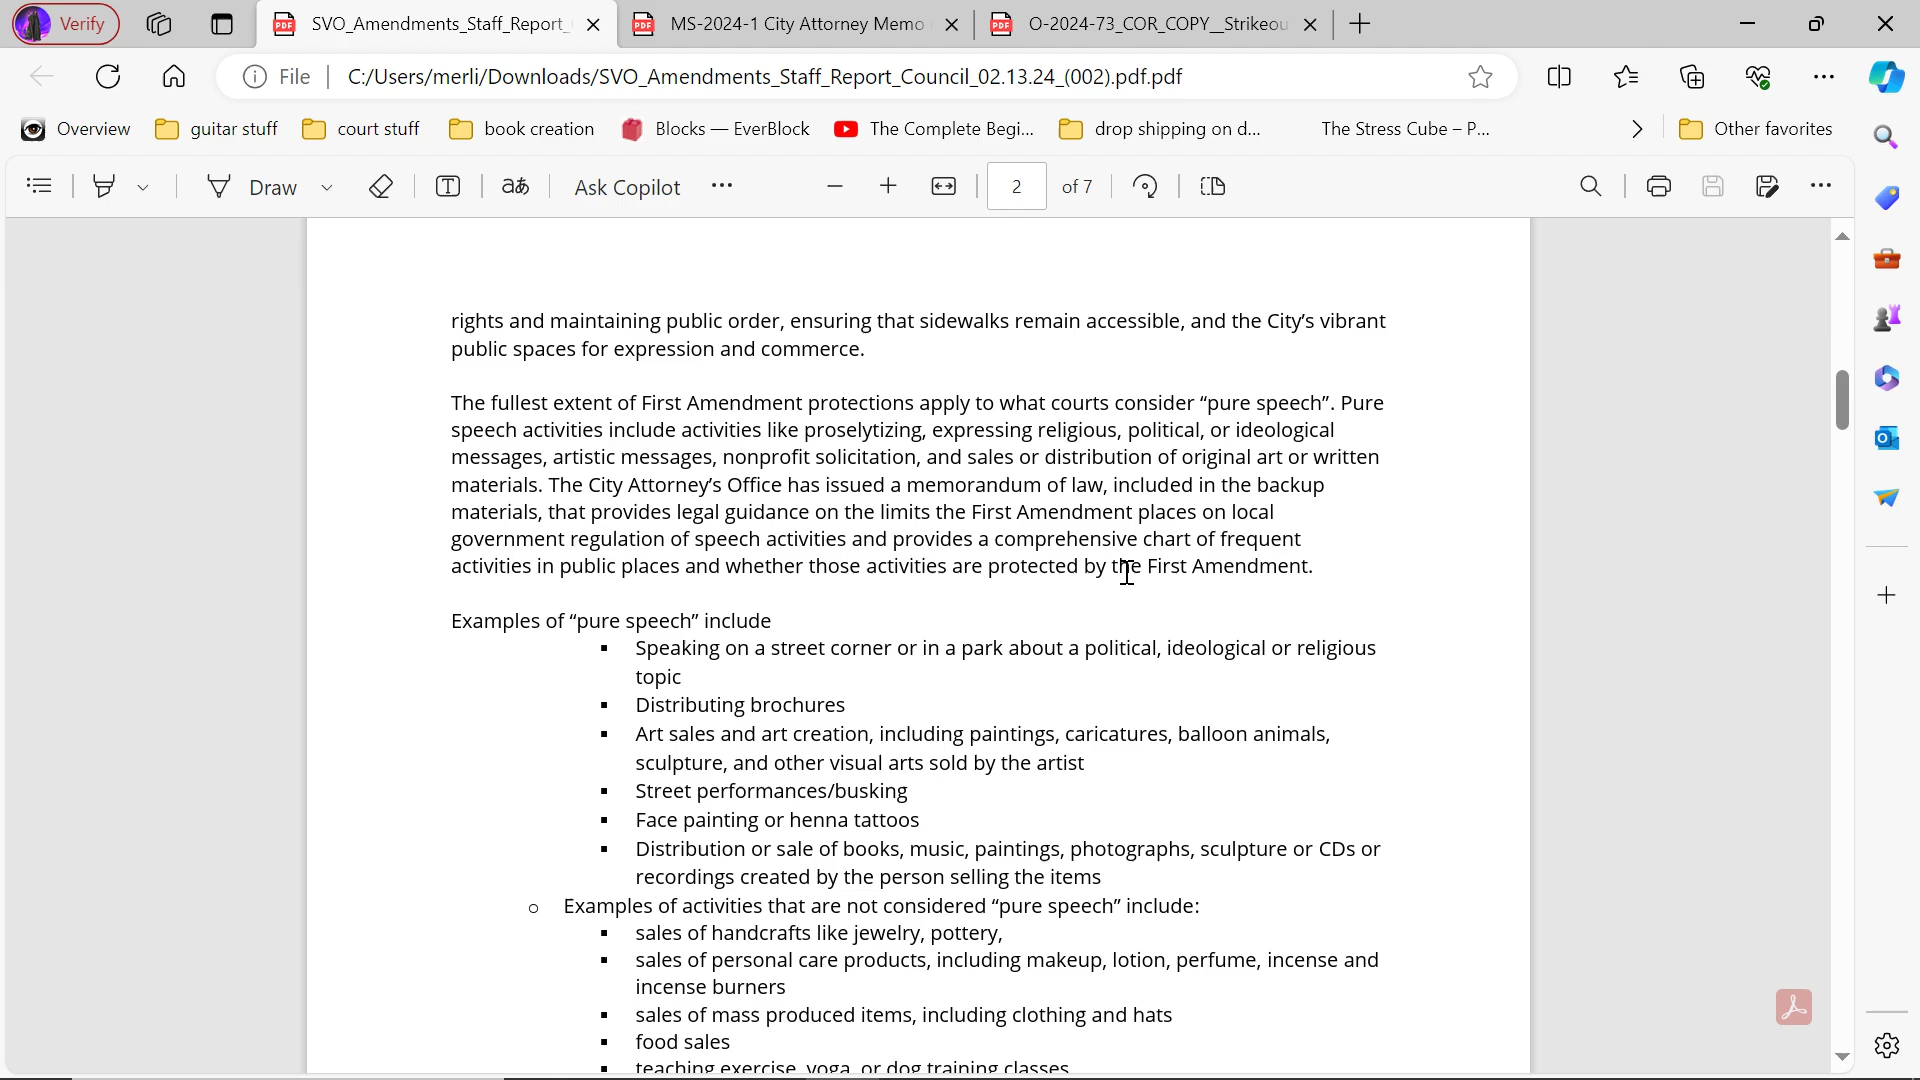 Verify
SVO_Amendments_Staff_Report_
MS-2024-1 City Attorney Memo
O-2024-73_COR_COPY__Strikeou
File
C:/Users/merli/Downloads/SVO_Amendments_Staff_Report_Council_02.13.24_(002).pdf.pdf
Overview
guitar stuff
court stuff
book creation
Blocks — EverBlock
The Complete Begi...
drop shipping on d...
The Stress Cube – P...
Other favorites
Draw
Ask Copilot
2
of 7
rights and maintaining public order, ensuring that sidewalks remain accessible, and the City’s vibrant
public spaces for expression and commerce.
The fullest extent of First Amendment protections apply to what courts consider “pure speech”. Pure
speech activities include activities like proselytizing, expressing religious, political, or ideological
messages, artistic messages, nonprofit solicitation, and sales or distribution of original art or written
materials. The City Attorney’s Office has issued a memorandum of law, included in the backup
materials, that provides legal guidance on the limits the First Amendment places on local
government regulation of speech activities and provides a comprehensive chart of frequent
activities in public places and whether those activities are protected by the First Amendment.
Examples of “pure speech” include
▪ Speaking on a street corner or in a park about a political, ideological or religious
topic
▪ Distributing brochures
▪ Art sales and art creation, including paintings, caricatures, balloon animals,
sculpture, and other visual arts sold by the artist
▪ Street performances/busking
▪ Face painting or henna tattoos
▪ Distribution or sale of books, music, paintings, photographs, sculpture or CDs or
recordings created by the person selling the items
o Examples of activities that are not considered “pure speech” include:
▪ sales of handcrafts like jewelry, pottery,
▪ sales of personal care products, including makeup, lotion, perfume, incense and
incense burners
▪ sales of mass produced items, including clothing and hats
▪ food sales
▪ teaching exercise, yoga, or dog training classes